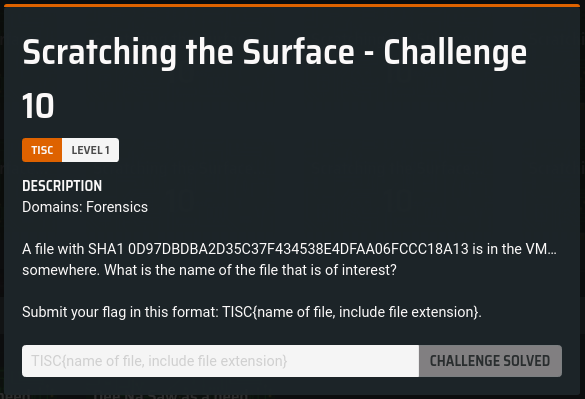 Scratching the Surface - Challenge
10
TISC LEVEL 1
DESCRIPTION
Domains: Forensics
A file with SHA1 0D97DBDBA2D35C37F434538E4DFAA06FCCC18A13 is in the VM…
somewhere. What is the name of the file that is of interest?
Submit your flag in this format: TISC{name of file, include file extension}.
TISC{name of file, include file extension} CHALLENGE SOLVED